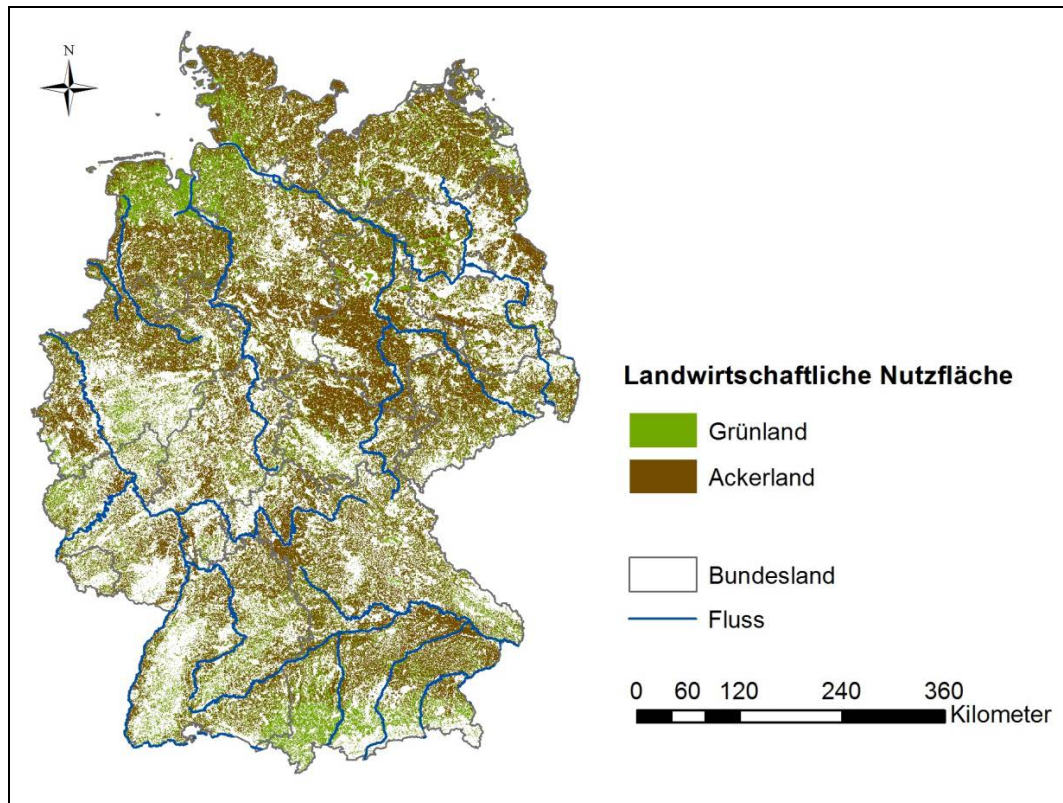 N
Landwirtschaftliche Nutzfläche
Grünland
Ackerland
Bundesland
Fluss
0 60 120 240 360
Kilometer